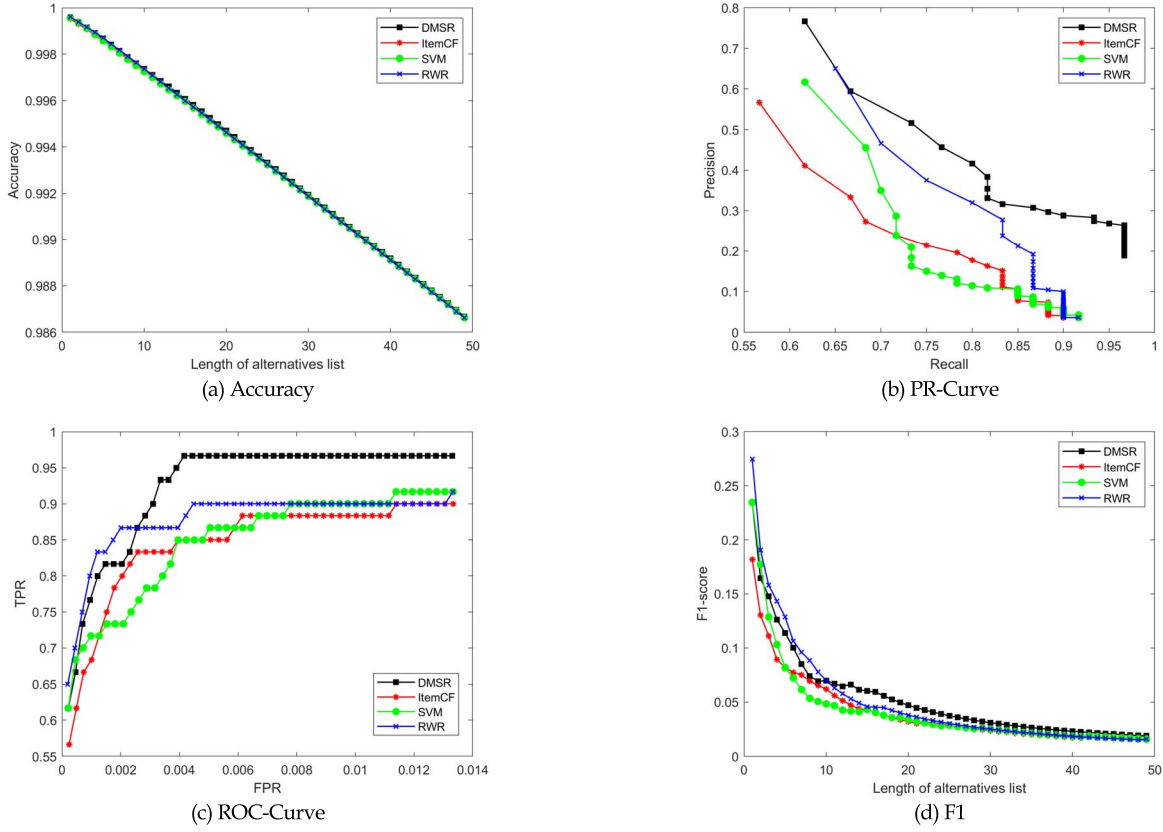 1
0.998
0.996
0.994
0.992
0.99
0.988
0.986
Accuracy
0 10 20 30 40 50
Length of alternatives list
DMSR
ItemCF
SVM
RWR
(a) Accuracy
0.8
0.7
0.6
0.5
0.4
0.3
0.2
0.1
0
Precision
0.55 0.6 0.65 0.7 0.75 0.8 0.85 0.9 0.95 1
Recall
DMSR
ItemCF
SVM
RWR
(b) PR-Curve
1
0.95
0.9
0.85
0.8
0.75
0.7
0.65
0.6
0.55
TPR
0 0.002 0.004 0.006 0.008 0.01 0.012 0.014
FPR
DMSR
ItemCF
SVM
RWR
(c) ROC-Curve
0.3
0.25
0.2
0.15
0.1
0.05
0
F1-score
0 10 20 30 40 50
Length of alternatives list
DMSR
ItemCF
SVM
RWR
(d) F1